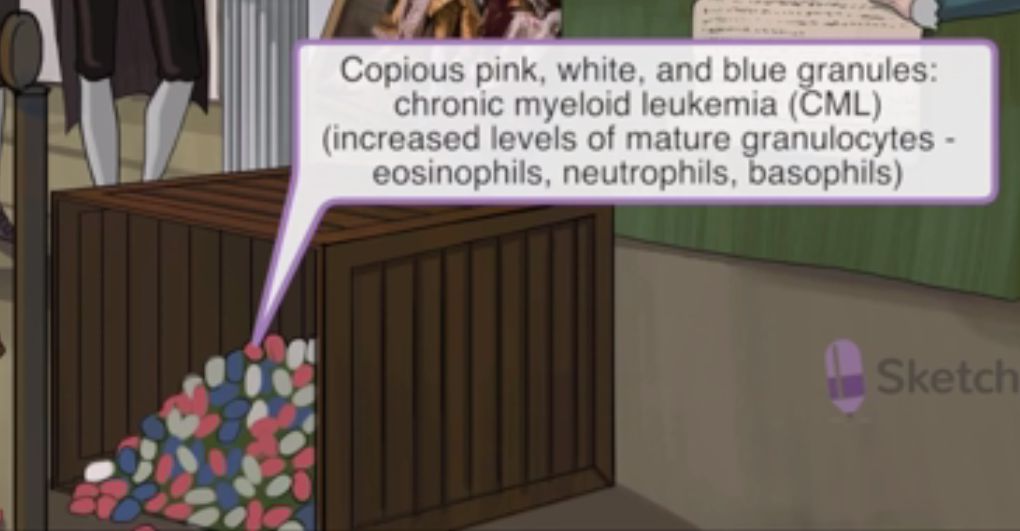 Copious pink, white, and blue granules:
chronic myeloid leukemia (CML)
(increased levels of mature granulocytes -
eosinophils, neutrophils, basophils)
Sketch